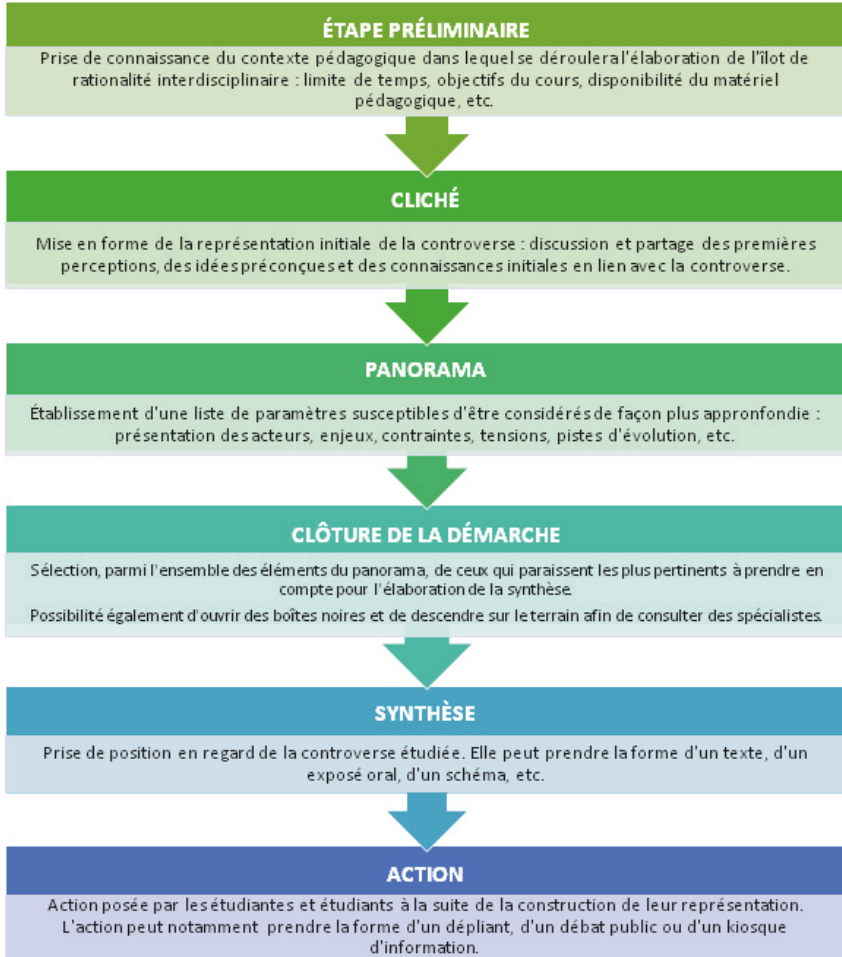 ÉTAPE PRÉLIMINAIRE
Prise de connaissance du contexte pédagogique dans lequel se déroulera l'élaboration de l'îlot de
rationalité interdisciplinaire : limite de temps, objectifs du cours, disponibilité du matériel
pédagogique, etc.
CLICHÉ
Mise en forme de la représentation initiale de la controverse : discussion et partage des premières
perceptions, des idées préconçues et des connaissances initiales en lien avec la controverse.
PANORAMA
Établissement d'une liste de paramètres susceptibles d'être considérés de façon plus appronfondie :
présentation des acteurs, enjeux, contraintes, tensions, pistes d'évolution, etc.
CLÔTURE DE LA DÉMARCHE
Sélection, parmi l'ensemble des éléments du panorama, de ceux qui paraissent les plus pertinents à prendre en
compte pour l'élaboration de la synthèse.
Possibilité également d'ouvrir des boîtes noires et de descendre sur le terrain afin de consulter des spécialistes.
SYNTHÈSE
Prise de position en regard de la controverse étudiée. Elle peut prendre la forme d'un texte, d'un
exposé oral, d'un schéma, etc.
ACTION
Action posée par les étudiantes et étudiants à la suite de la construction de leur représentation.
L'action peut notamment prendre la forme d'un dépliant, d'un débat public ou d'un kiosque
d'information.